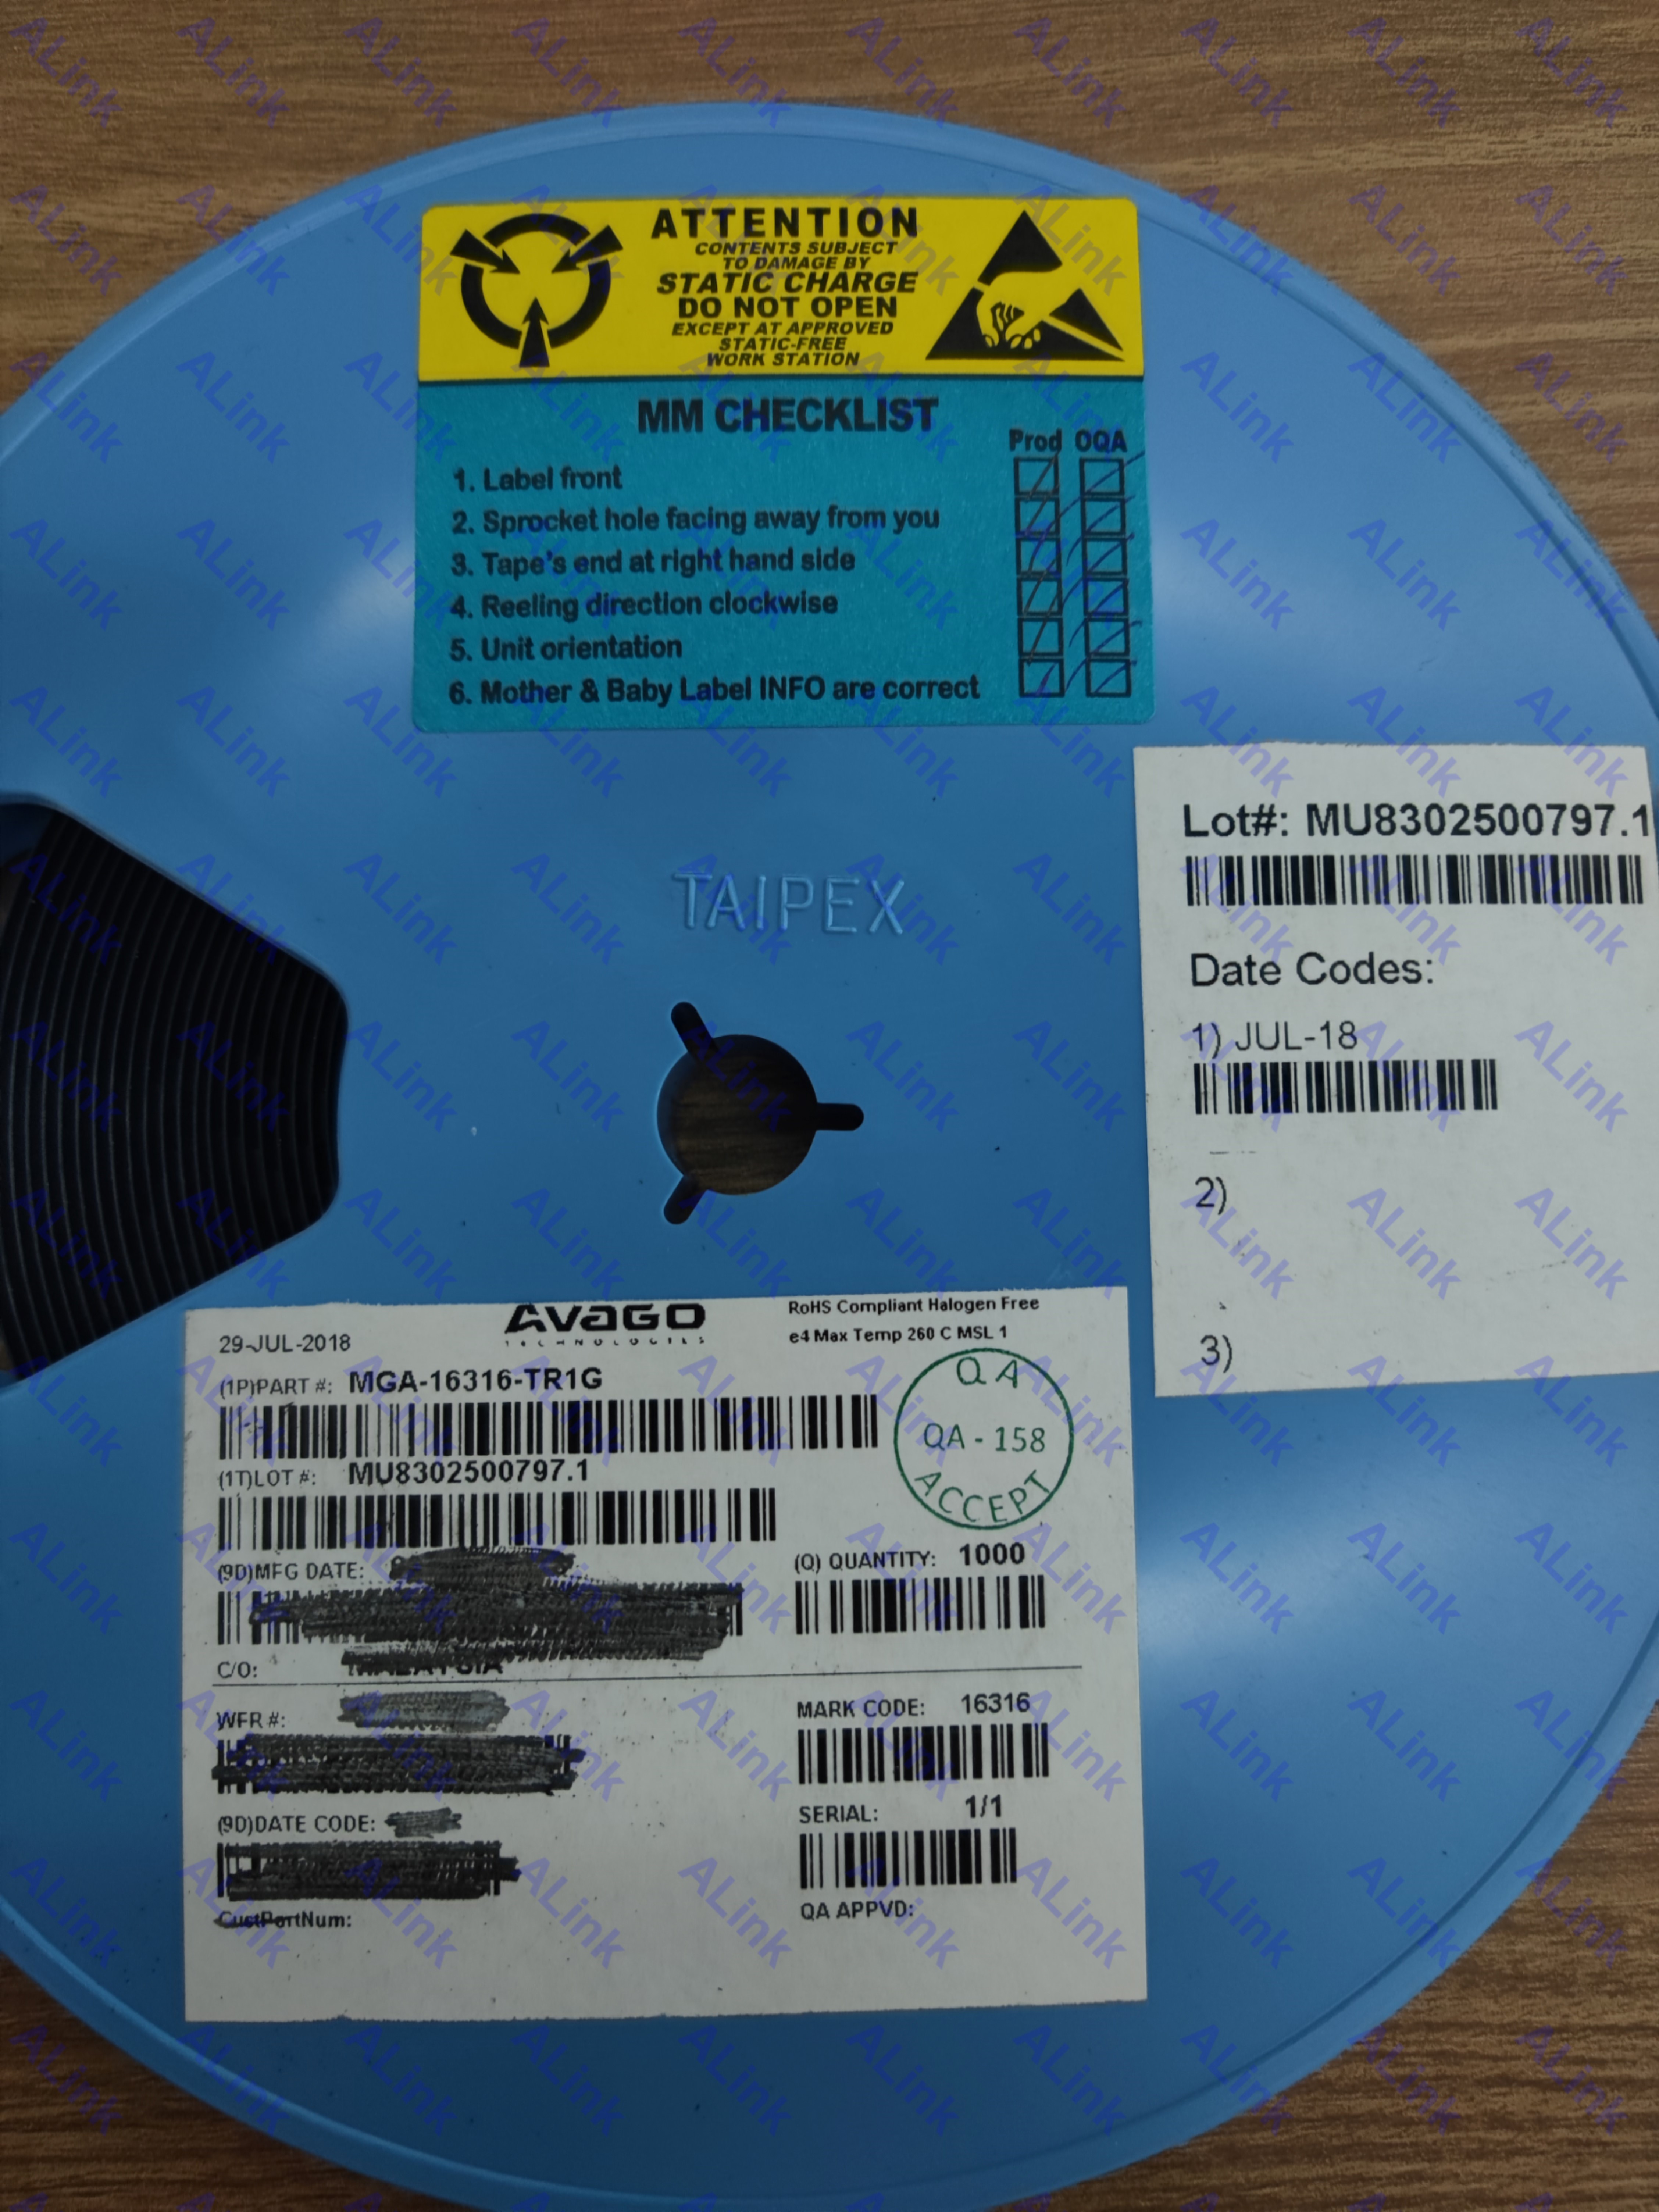 ATTENTION
CONTENTS SUBJECT
TO DAMAGE BY
STATIC CHARGE
DO NOT OPEN
EXCEPT AT APPROVED
STATIC-FREE
WORK STATION
MM CHECKLIST
Prod OQA
1. Label front
2. Sprocket hole facing away from you
3. Tape's end at right hand side
4. Reeling direction clockwise
5. Unit orientation
6. Mother & Baby Label INFO are correct
Lot#: MU8302500797.1
Date Codes:
1) JUL-18
2)
3)
TAIPEX
AVAGO
TECHNOLOGIES
RoHS Compliant Halogen Free
e4 Max Temp 260 C MSL 1
29-JUL-2018
(1P)PART #: MGA-16316-TR1G
QA
QA - 158
ACCEPT
(1T)LOT #: MU8302500797.1
(9D)MFG DATE:
(Q) QUANTITY: 1000
C/O: MALAYSIA
WFR #:
MARK CODE: 16316
(9D)DATE CODE:
SERIAL: 1/1
CustPartNum:
QA APPVD:
ALink